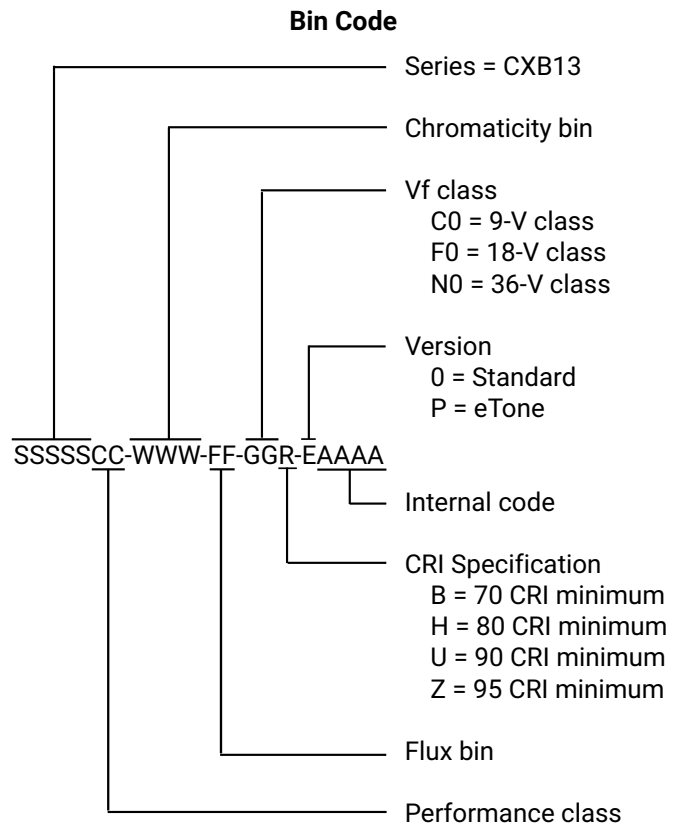 Bin Code
Series = CXB13
Chromaticity bin
Vf class
C0 = 9-V class
F0 = 18-V class
N0 = 36-V class
Version
0 = Standard
P = eTone
SSSSSCC-WWW-FF-GGR-EAAAA
Internal code
CRI Specification
B = 70 CRI minimum
H = 80 CRI minimum
U = 90 CRI minimum
Z = 95 CRI minimum
Flux bin
Performance class